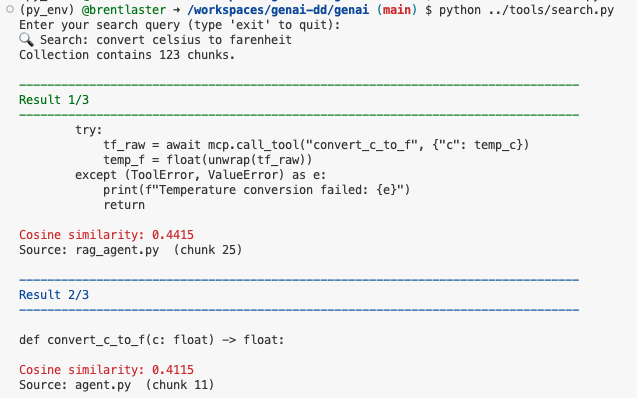 (py_env) @brentlaster → /workspaces/genai-dd/genai (main) $ python ../tools/search.py
Enter your search query (type 'exit' to quit):
🔍 Search: convert celsius to farenheit
Collection contains 123 chunks.
Result 1/3
try:
tf_raw = await mcp.call_tool("convert_c_to_f", {"c": temp_c})
temp_f = float(unwrap(tf_raw))
except (ToolError, ValueError) as e:
print(f"Temperature conversion failed: {e}")
return
Cosine similarity: 0.4415
Source: rag_agent.py  (chunk 25)
Result 2/3
def convert_c_to_f(c: float) -> float:
Cosine similarity: 0.4115
Source: agent.py  (chunk 11)